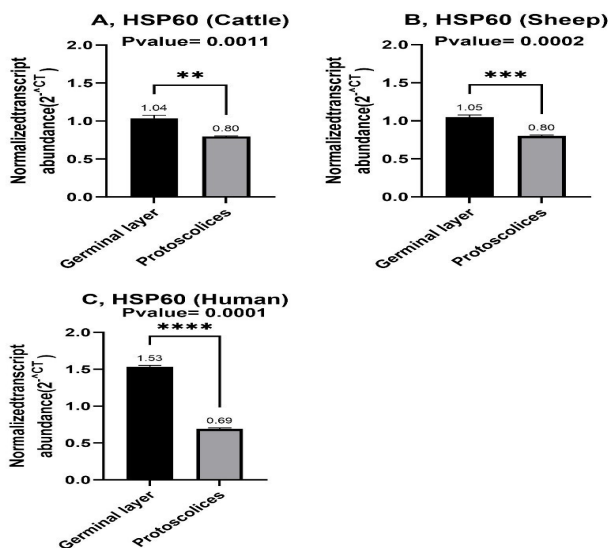 A, HSP60 (Cattle)
Pvalue= 0.0011
Normalizedtranscript
abundance(2-^CT)
2.0
1.5
1.0
0.5
0.0
**
1.04
0.80
Germinal layer
Protoscolices
B, HSP60 (Sheep)
Pvalue= 0.0002
Normalizedtranscript
abundance(2-^CT)
2.0
1.5
1.0
0.5
0.0
***
1.05
0.80
Germinal layer
Protoscolices
C, HSP60 (Human)
Pvalue= 0.0001
Normalizedtranscript
abundance(2-^CT)
2.0
1.5
1.0
0.5
0.0
****
1.53
0.69
Germinal layer
Protoscolices